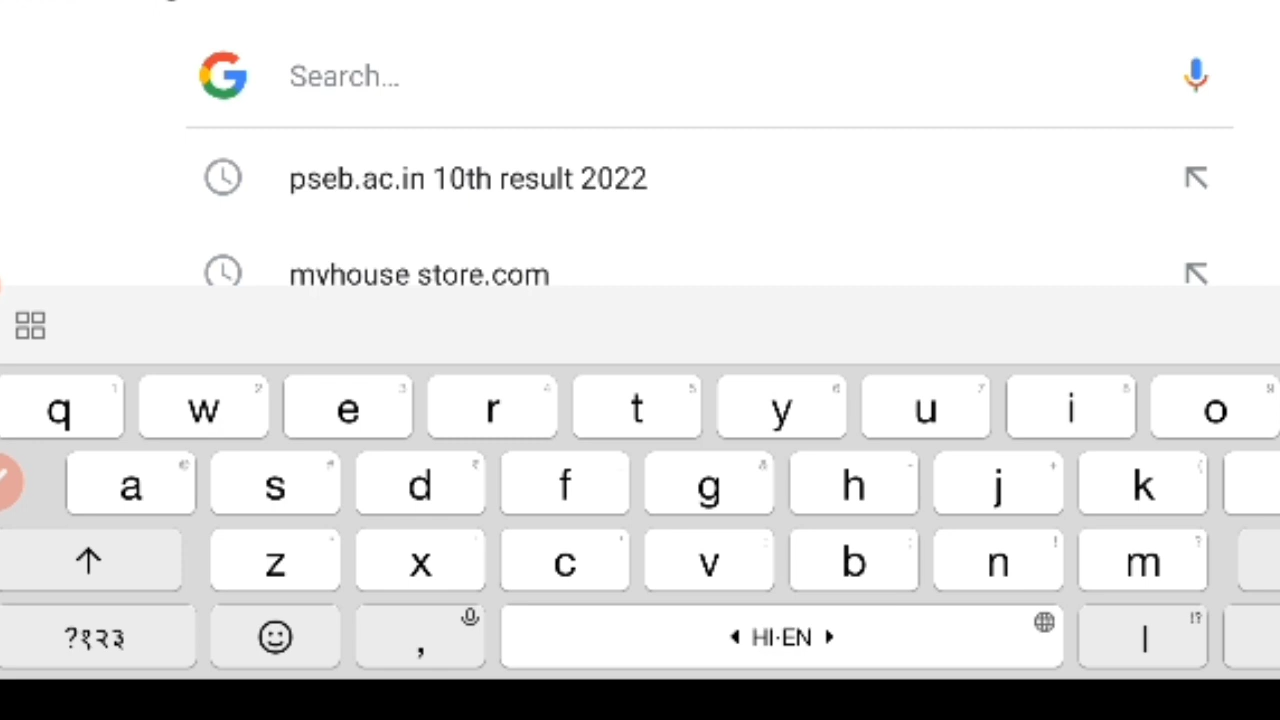 Search...
pseb.ac.in 10th result 2022
myhouse store.com
q w e r t y u i o
a s d f g h j k
z x c v b n m
?१२३ , HI·EN ।